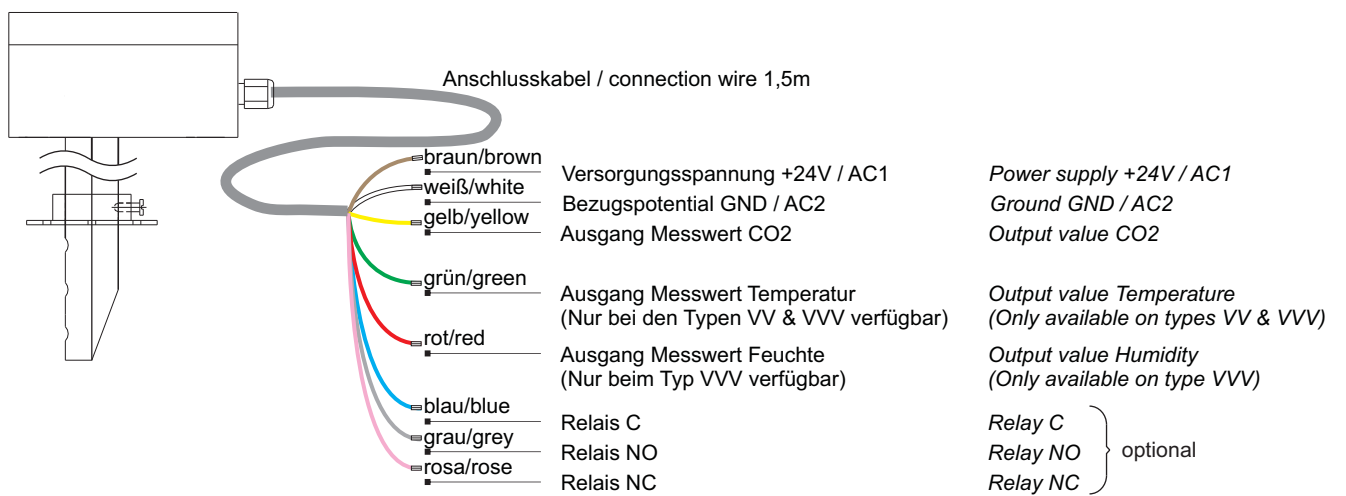 Anschlusskabel / connection wire 1,5m
braun/brown
Versorgungsspannung +24V / AC1 Power supply +24V / AC1
weiß/white
Bezugspotential GND / AC2 Ground GND / AC2
gelb/yellow
Ausgang Messwert CO2 Output value CO2
grün/green
Ausgang Messwert Temperatur Output value Temperature
(Nur bei den Typen VV & VVV verfügbar) (Only available on types VV & VVV)
rot/red
Ausgang Messwert Feuchte Output value Humidity
(Nur beim Typ VVV verfügbar) (Only available on type VVV)
blau/blue
Relais C Relay C
grau/grey
Relais NO Relay NO optional
rosa/rose
Relais NC Relay NC